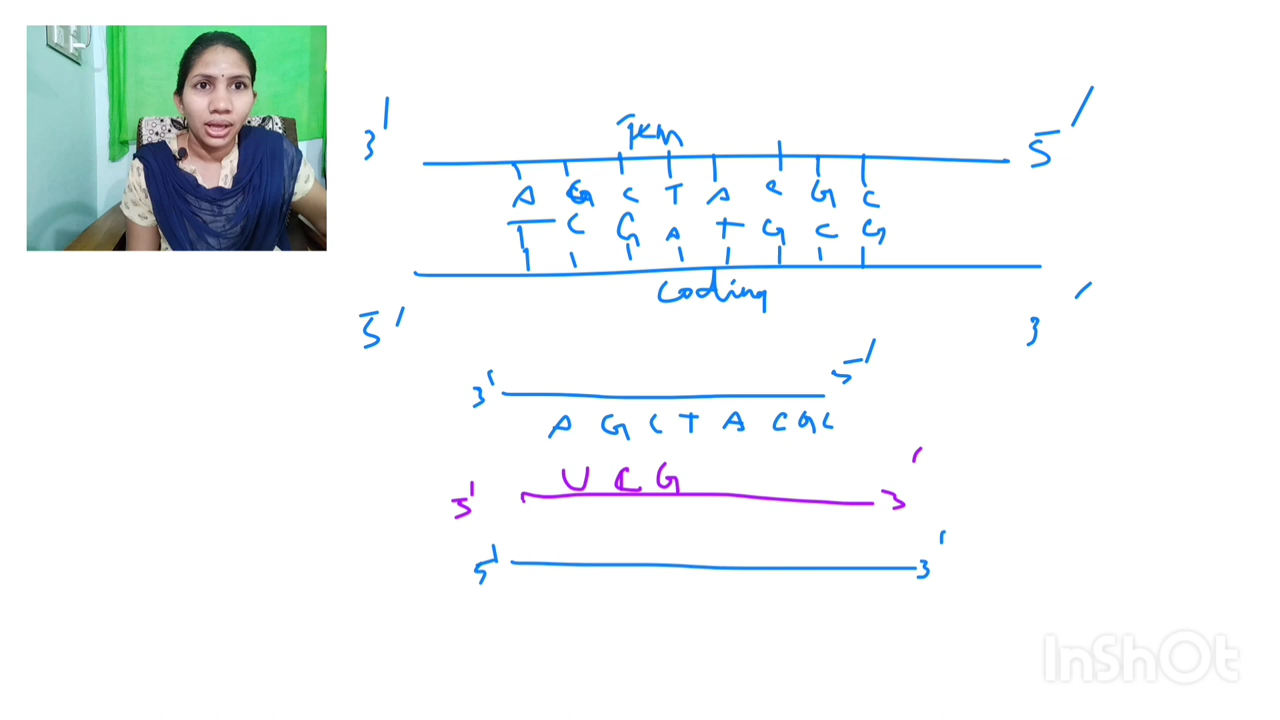 Tem
3' 5'
A G C T A C G C
T C G A T G C G
Coding
5' 3'
3' 5'
A G C T A C G C
U C G
5' 3'
5' 3'
InShOt